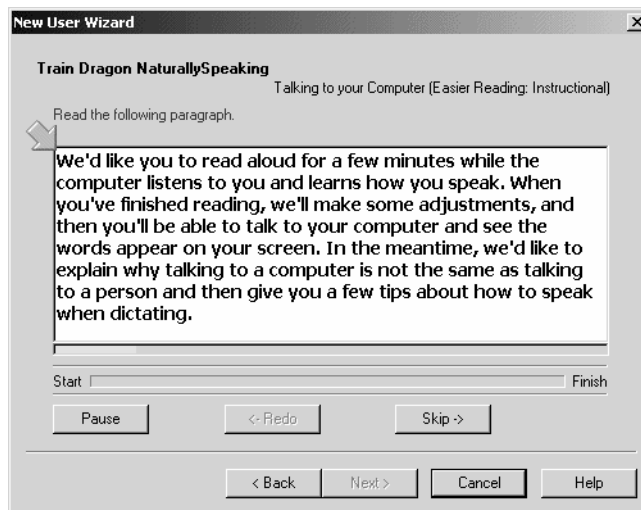 New User Wizard
Train Dragon NaturallySpeaking
Talking to your Computer (Easier Reading: Instructional)
Read the following paragraph.
We'd like you to read aloud for a few minutes while the
computer listens to you and learns how you speak. When
you've finished reading, we'll make some adjustments, and
then you'll be able to talk to your computer and see the
words appear on your screen. In the meantime, we'd like to
explain why talking to a computer is not the same as talking
to a person and then give you a few tips about how to speak
when dictating.
Start Finish
Pause <- Redo Skip ->
< Back Next > Cancel Help